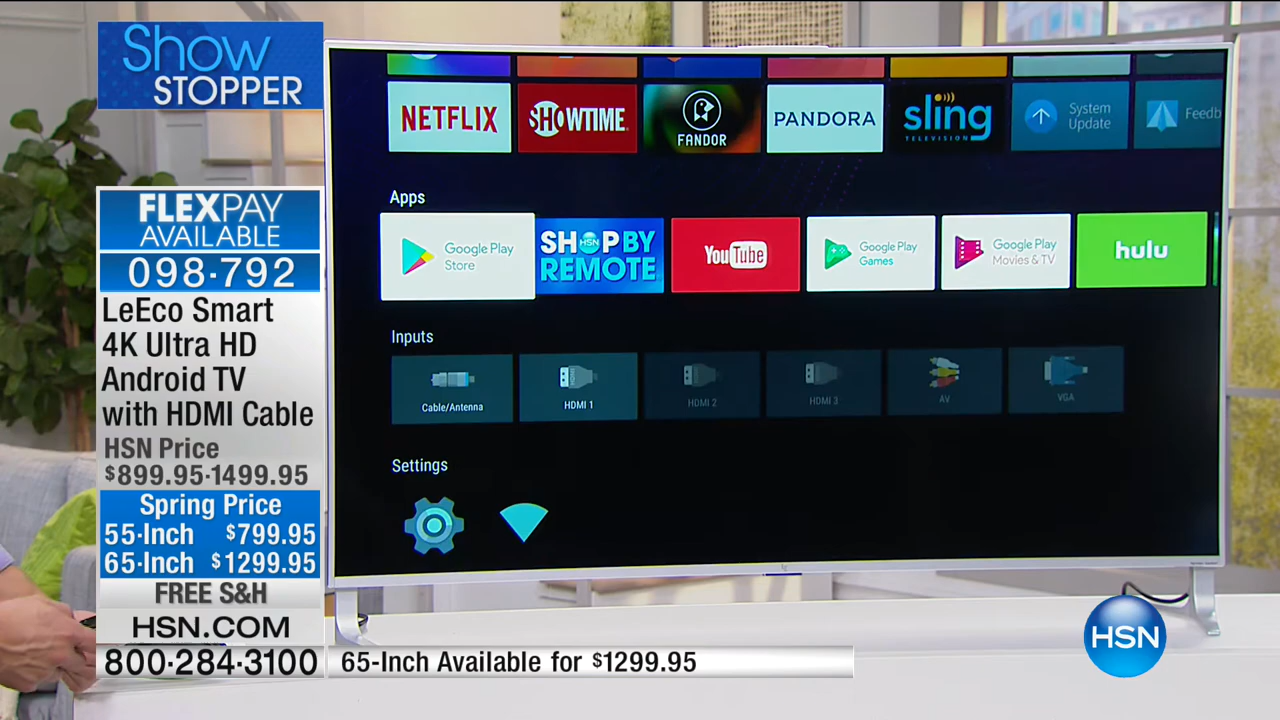 Show
STOPPER
FLEXPAY
AVAILABLE
098-792
LeEco Smart
4K Ultra HD
Android TV
with HDMI Cable
HSN Price
$899.95-1499.95
Spring Price
55-Inch $799.95
65-Inch $1299.95
FREE S&H
HSN.COM
800-284-3100
65-Inch Available for $1299.95
HSN
NETFLIX
SHOWTIME
FANDOR
PANDORA
sling
TELEVISION
System
Update
Feedb
Apps
Google Play
Store
SHOP BY
HSN
REMOTE
YouTube
Google Play
Games
Google Play
Movies & TV
hulu
Inputs
Cable/Antenna
HDMI 1
HDMI 2
HDMI 3
AV
VGA
Settings